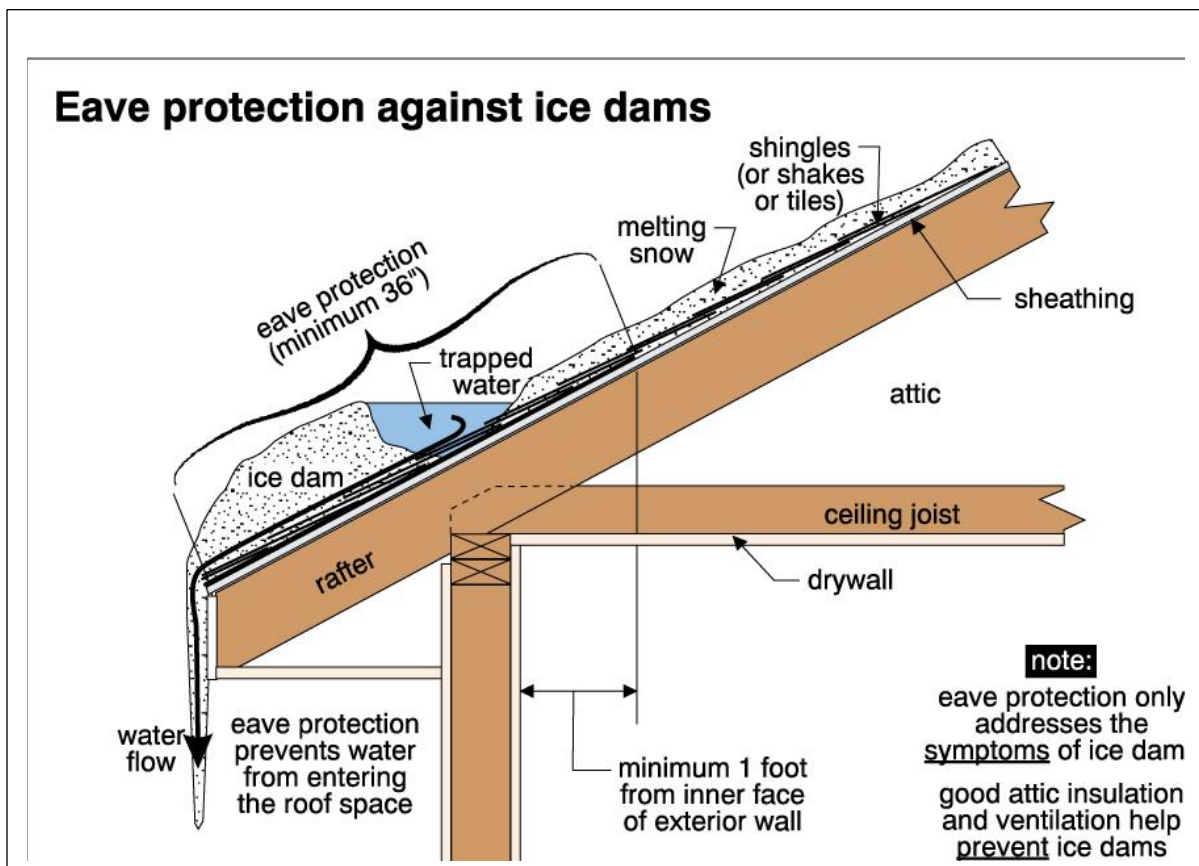 Eave protection against ice dams
shingles
(or shakes
or tiles)
melting
snow
eave protection
(minimum 36")
sheathing
trapped
water
attic
ice dam
ceiling joist
rafter
drywall
note:
eave protection only
addresses the
symptoms of ice dam
good attic insulation
and ventilation help
prevent ice dams
water
flow
eave protection
prevents water
from entering
the roof space
minimum 1 foot
from inner face
of exterior wall